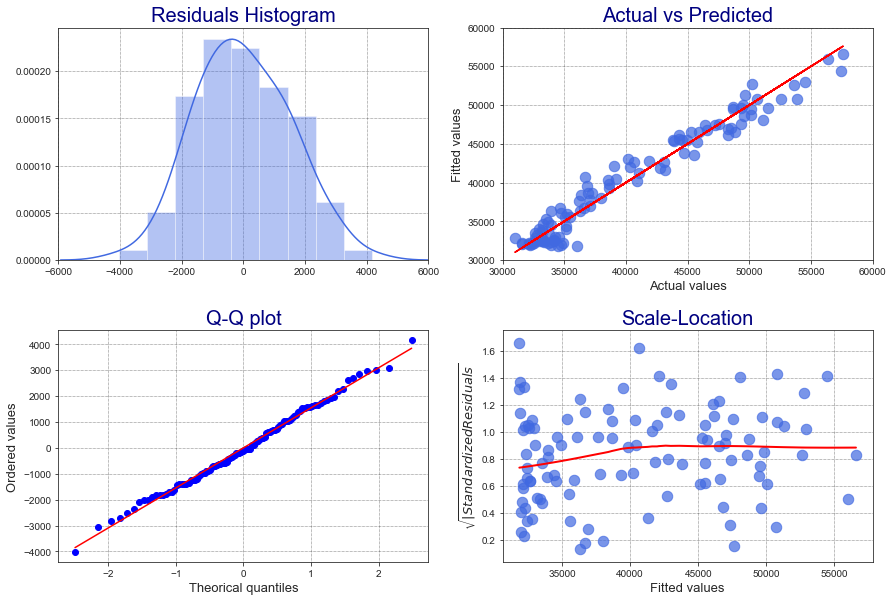 Residuals Histogram
0.00020
0.00015
0.00010
0.00005
0.00000
−6000 −4000 −2000 0 2000 4000 6000
Actual vs Predicted
Fitted values
60000
55000
50000
45000
40000
35000
30000
30000 35000 40000 45000 50000 55000 60000
Actual values
Q-Q plot
Ordered values
4000
3000
2000
1000
0
−1000
−2000
−3000
−4000
−2 −1 0 1 2
Theorical quantiles
Scale-Location
√|StandardizedResiduals
1.6
1.4
1.2
1.0
0.8
0.6
0.4
0.2
35000 40000 45000 50000 55000
Fitted values